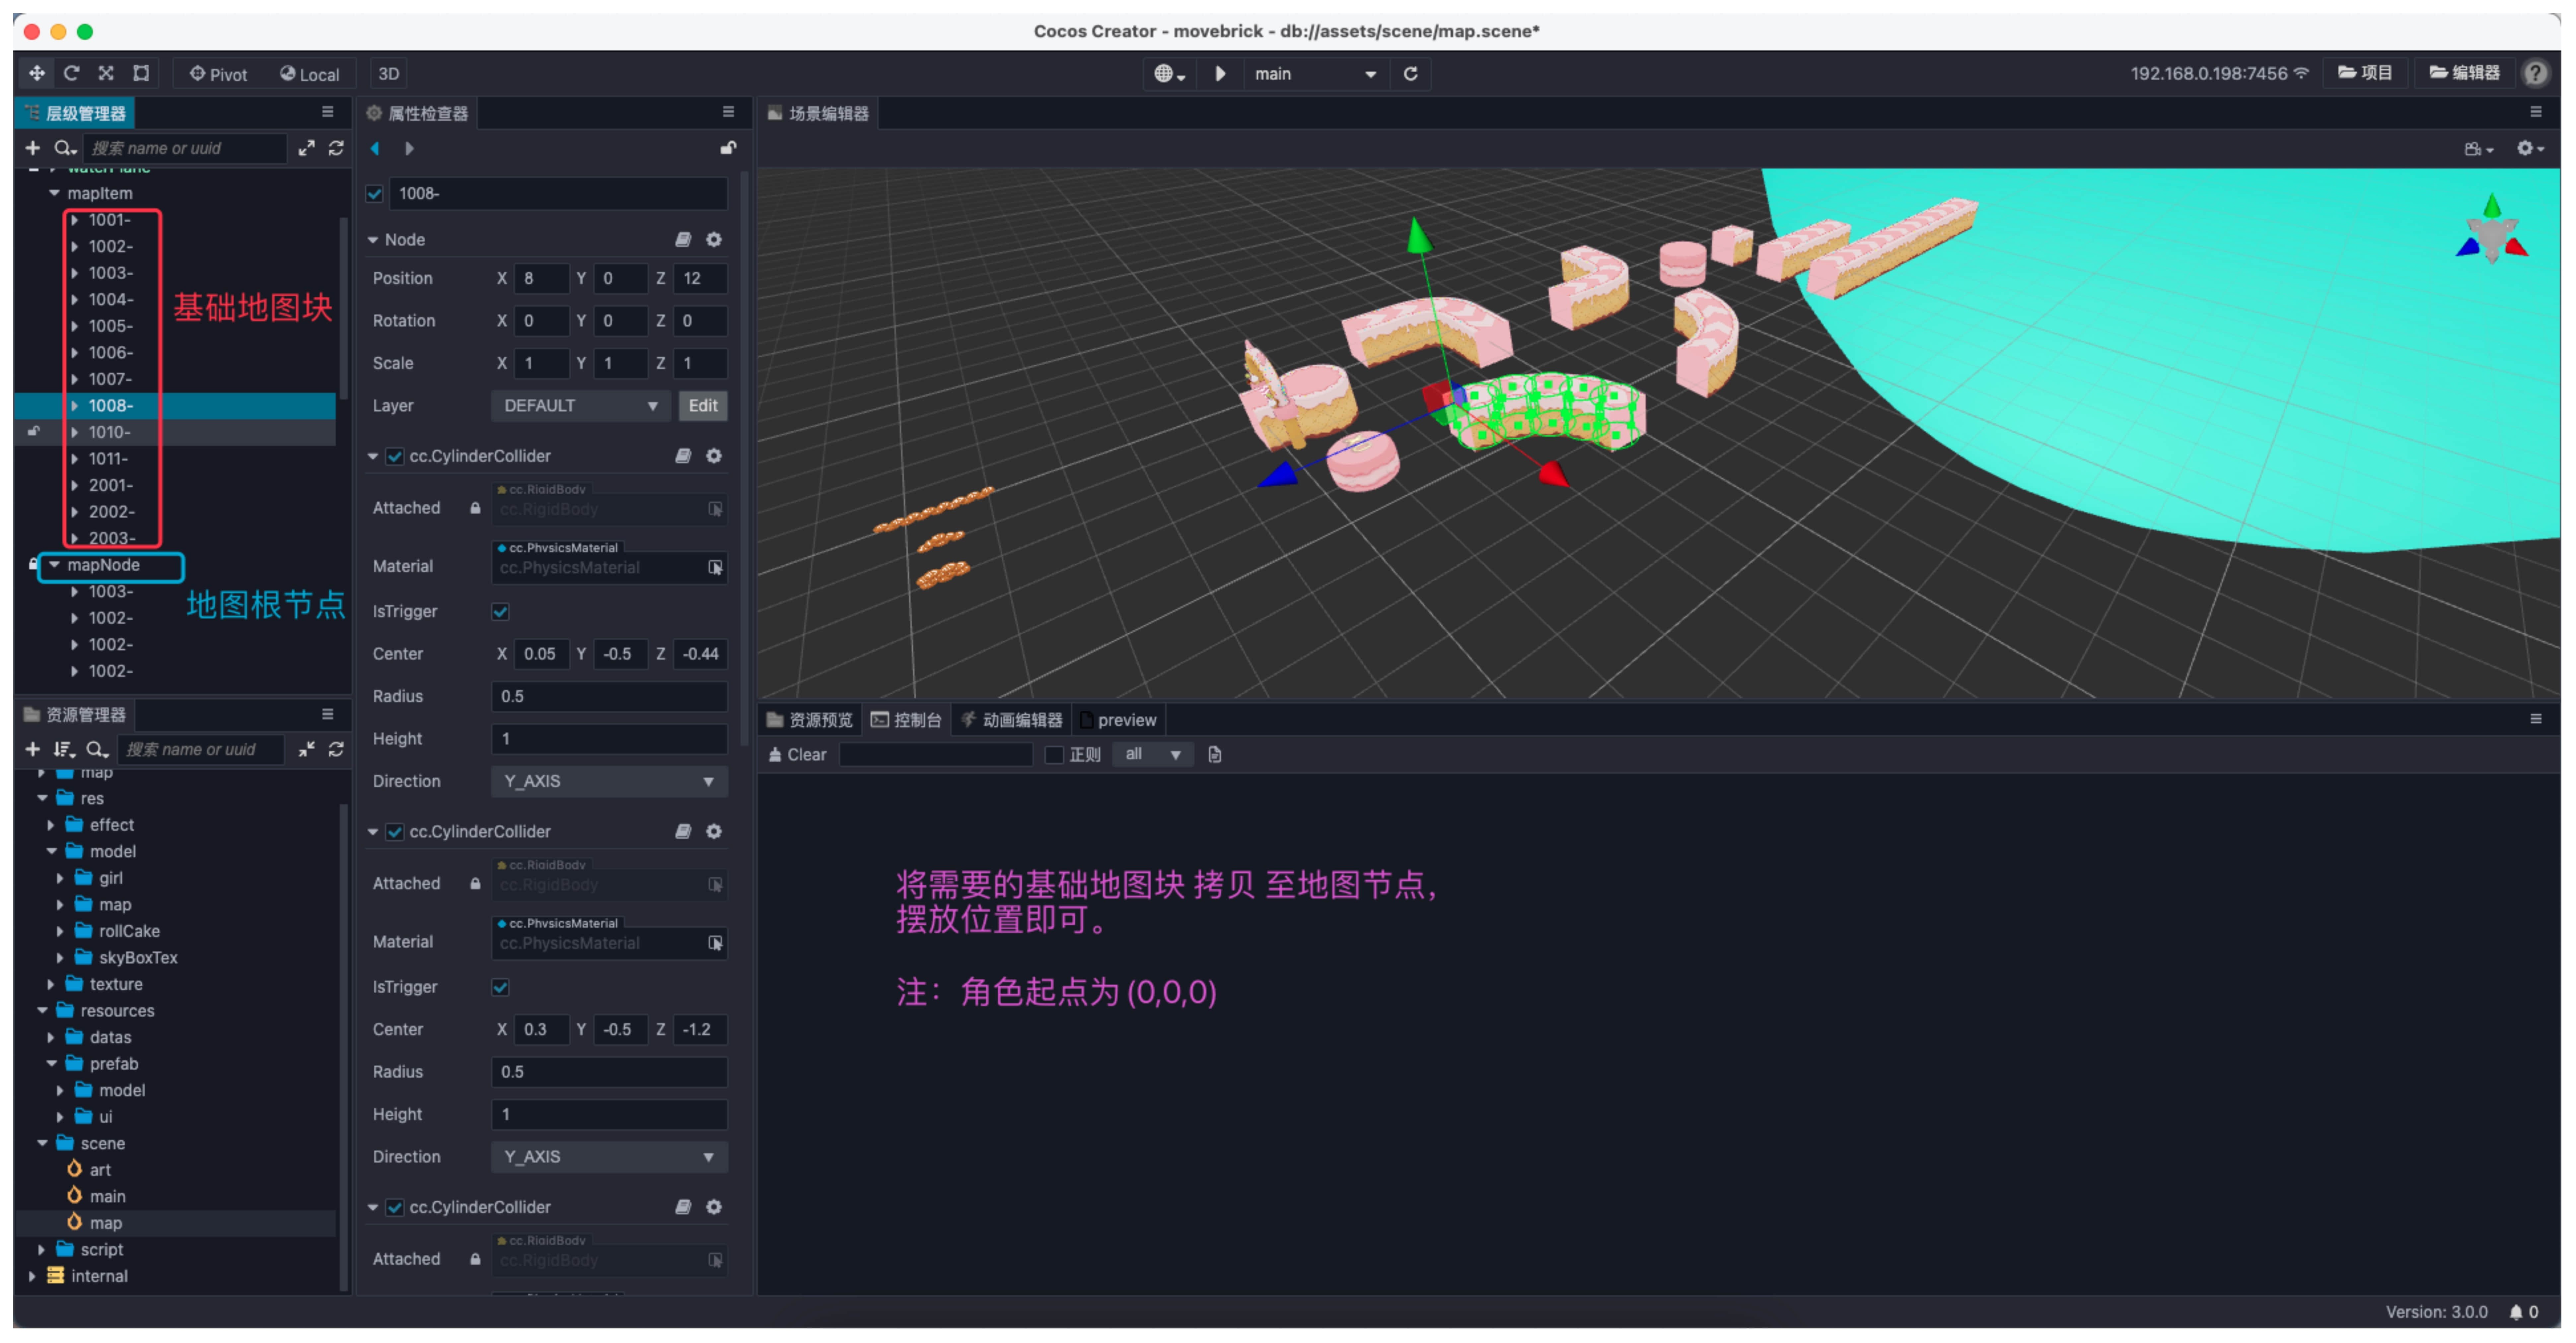 Cocos Creator - movebrick - db://assets/scene/map.scene*
Pivot Local 3D
main
192.168.0.198:7456 项目 编辑器
层级管理器
搜索 name or uuid
waterPlane
mapItem
1001-
1002-
1003-
1004-
1005-
1006-
1007-
1008-
1010-
1011-
2001-
2002-
2003-
基础地图块
mapNode
1003-
1002-
1002-
1002-
地图根节点
资源管理器
搜索 name or uuid
map
res
effect
model
girl
map
rollCake
skyBoxTex
texture
resources
datas
prefab
model
ui
scene
art
main
map
script
internal
属性检查器
1008-
Node
Position X 8 Y 0 Z 12
Rotation X 0 Y 0 Z 0
Scale X 1 Y 1 Z 1
Layer DEFAULT Edit
cc.CylinderCollider
cc.RigidBody
Attached cc.RigidBody
cc.PhysicsMaterial
Material cc.PhysicsMaterial
IsTrigger
Center X 0.05 Y -0.5 Z -0.44
Radius 0.5
Height 1
Direction Y_AXIS
cc.CylinderCollider
cc.RigidBody
Attached cc.RigidBody
cc.PhysicsMaterial
Material cc.PhysicsMaterial
IsTrigger
Center X 0.3 Y -0.5 Z -1.2
Radius 0.5
Height 1
Direction Y_AXIS
cc.CylinderCollider
cc.RigidBody
Attached cc.RigidBody
场景编辑器
资源预览 控制台 动画编辑器 preview
Clear 正则 all
将需要的基础地图块 拷贝 至地图节点，
摆放位置即可。
注：角色起点为 (0,0,0)
Version: 3.0.0 0